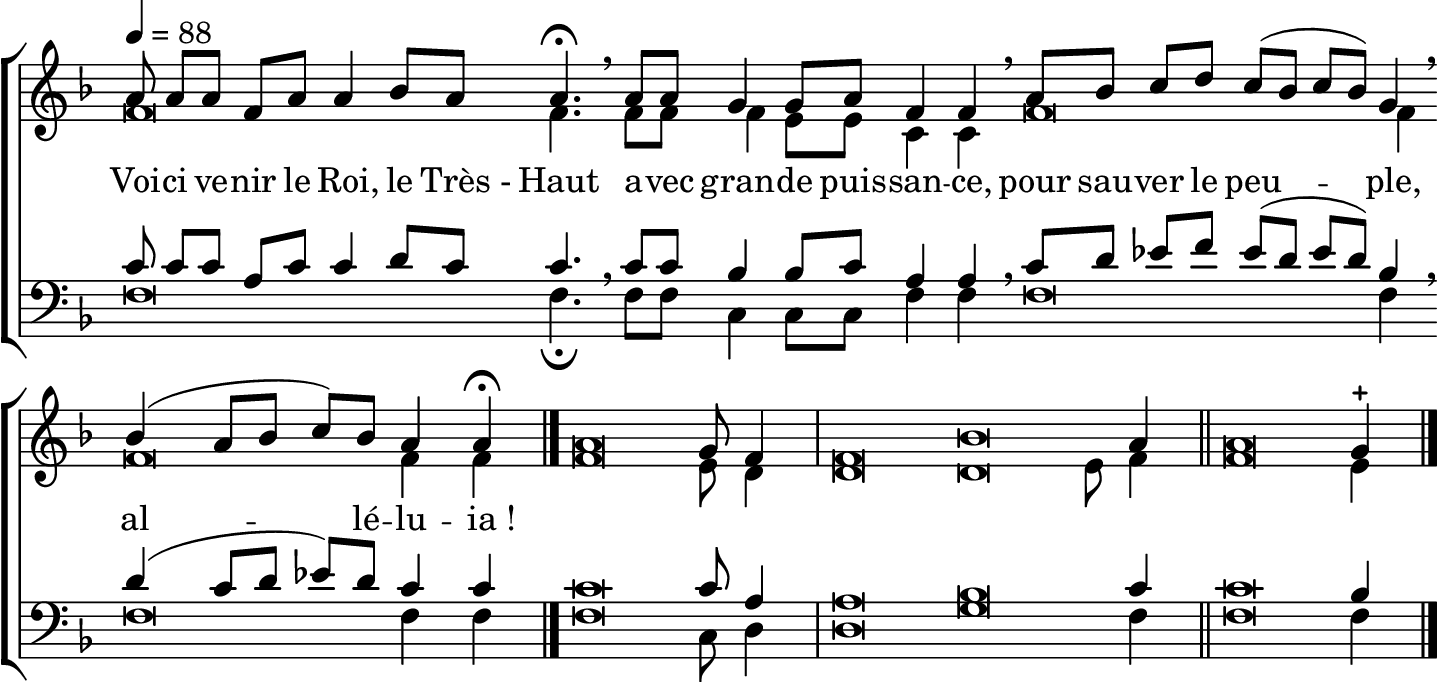 = 88
Voici venir le Roi, le Très - Haut avec grande puissan -- ce, pour sauver le peu -- ple,
al -- lé -- lu -- ia !